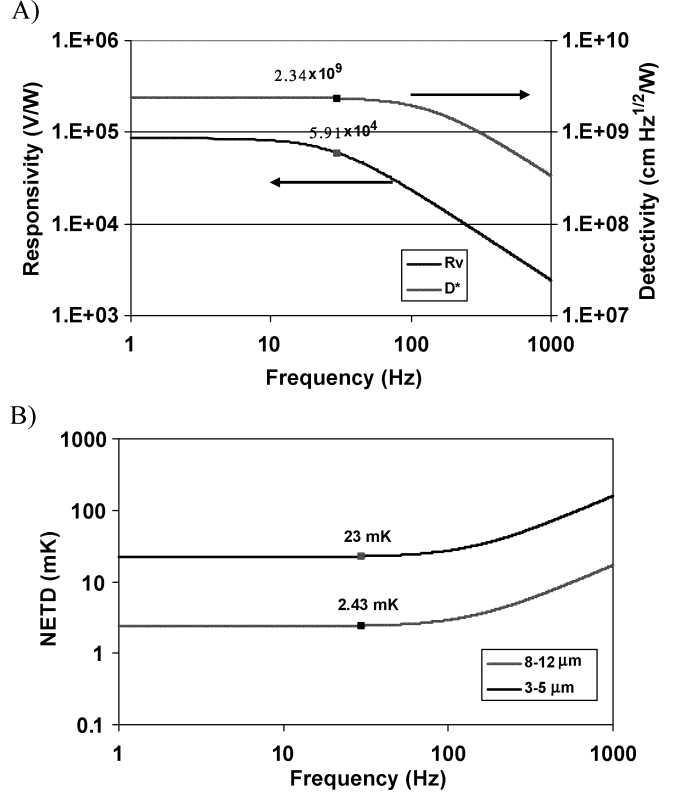 A)
1.E+06
1.E+10
2.34x10⁹
1.E+05
1.E+09
5.91x10⁴
1.E+04
1.E+08
Rv
D*
1.E+03
1.E+07
1
10
100
1000
Responsivity (V/W)
Detectivity (cm Hz¹/²/W)
Frequency (Hz)
B)
1000
100
23 mK
10
2.43 mK
1
8-12 μm
3-5 μm
0.1
1
10
100
1000
NETD (mK)
Frequency (Hz)